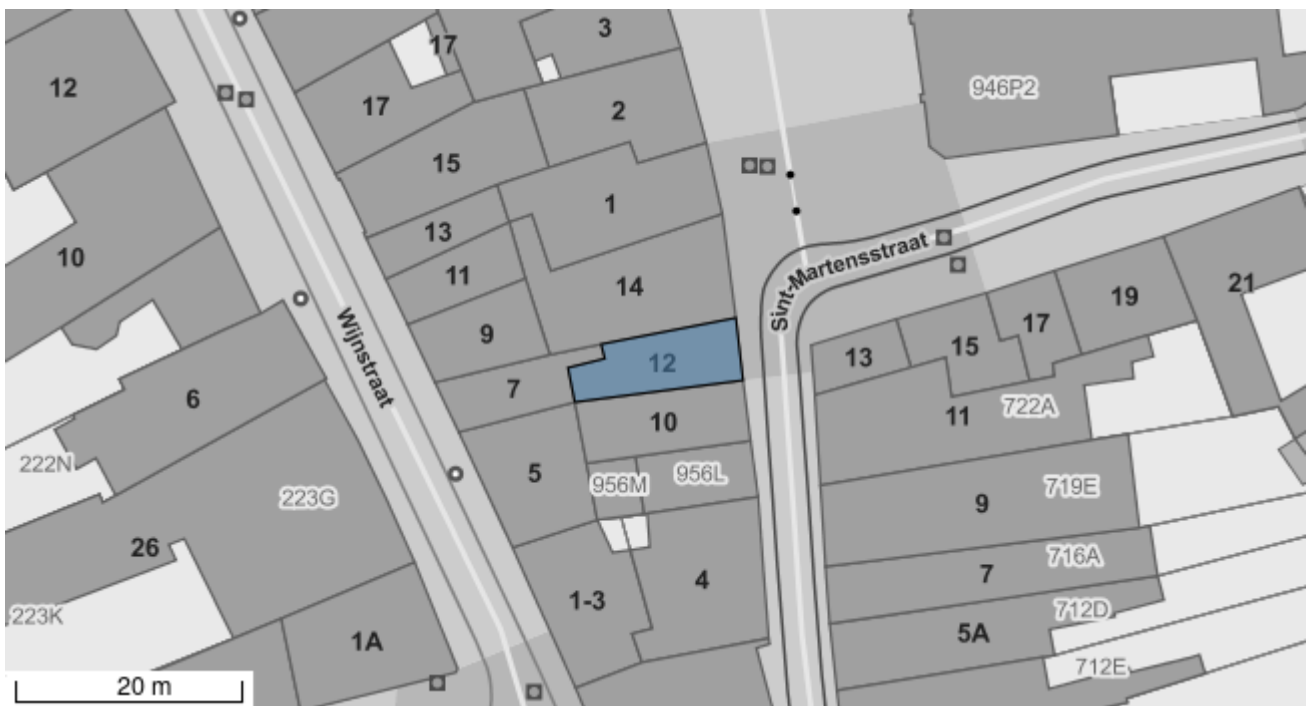 3
17
12
946P2
17
2
15
1
13
10
11
Sint-Martensstraat
21
14
19
17
9
Wijnstraat
15
12
13
7
6
722A
11
10
222N
5
956M
956L
719E
223G
9
26
716A
7
4
1-3
223K
712D
5A
1A
712E
20 m